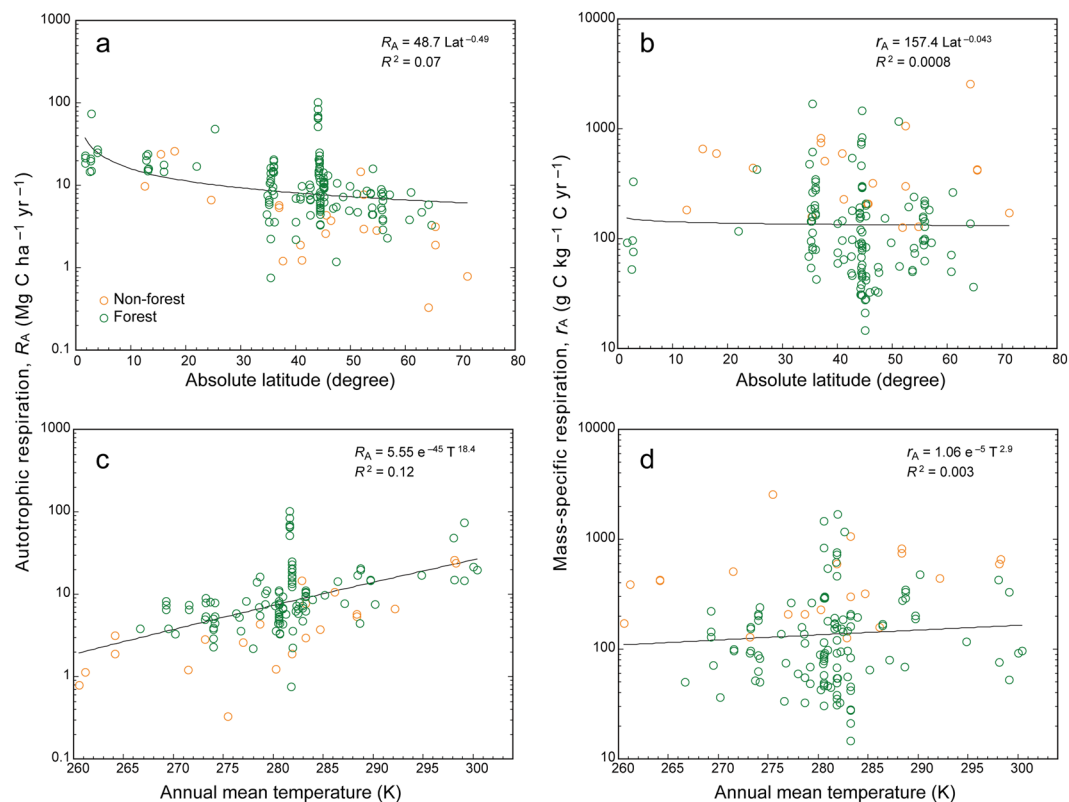 a
R_A = 48.7 Lat^−0.49
R² = 0.07
1000
100
10
1
0.1
Non-forest
Forest
0 10 20 30 40 50 60 70 80
Absolute latitude (degree)
b
r_A = 157.4 Lat^−0.043
R² = 0.0008
10000
1000
100
10
0 10 20 30 40 50 60 70 80
Absolute latitude (degree)
Autotrophic respiration, R_A (Mg C ha⁻¹ yr⁻¹)
Mass-specific respiration, r_A (g C kg⁻¹ C yr⁻¹)
c
R_A = 5.55 e^−45 T^18.4
R² = 0.12
1000
100
10
1
0.1
260 265 270 275 280 285 290 295 300
Annual mean temperature (K)
d
r_A = 1.06 e^−5 T^2.9
R² = 0.003
10000
1000
100
10
260 265 270 275 280 285 290 295 300
Annual mean temperature (K)